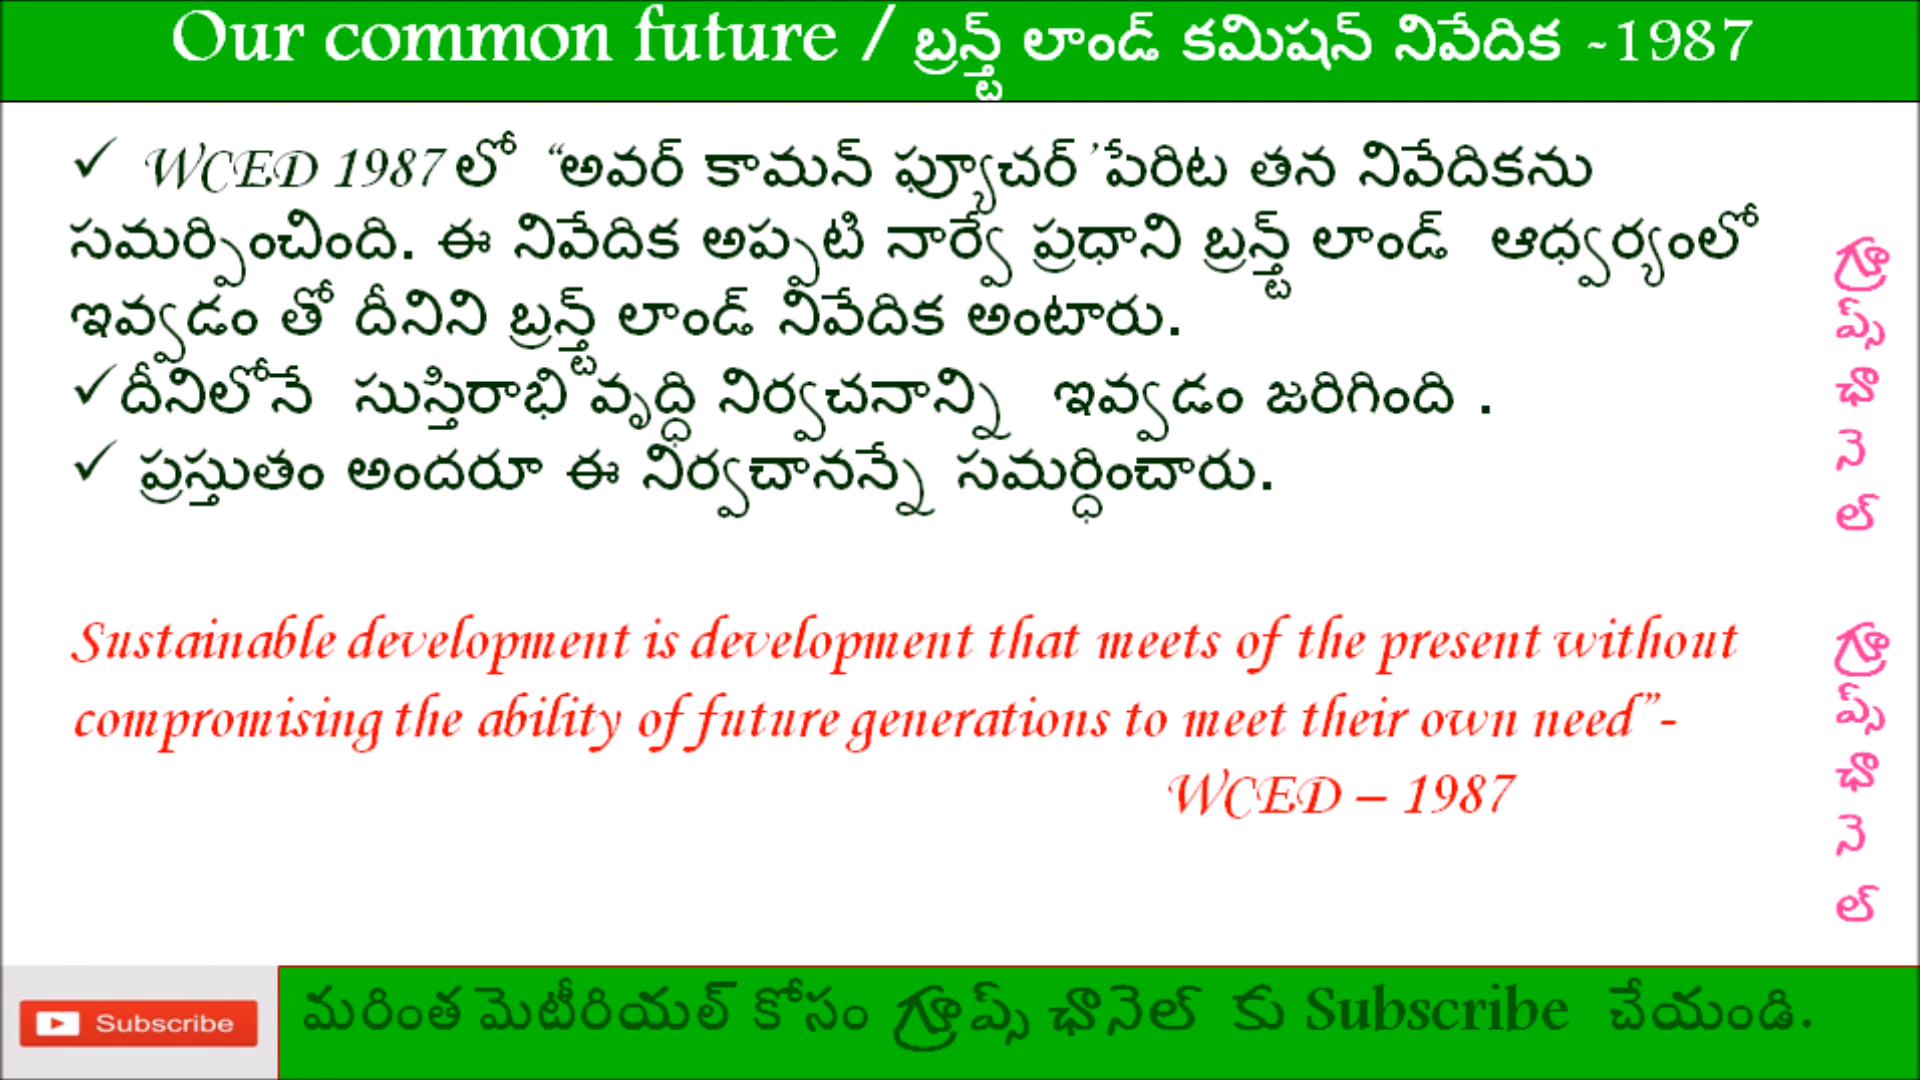 Our common future / బ్రన్ట్ లాండ్ కమిషన్ నివేదిక -1987
✓ WCED 1987లో “అవర్ కామన్ ఫ్యూచర్’పేరిట తన నివేదికను
సమర్పించింది. ఈ నివేదిక అప్పటి నార్వే ప్రధాని బ్రన్ట్ లాండ్ ఆధ్వర్యంలో
ఇవ్వడం తో దీనిని బ్రన్ట్ లాండ్ నివేదిక అంటారు.
✓దీనిలోనే సుస్తిరాభివృద్ధి నిర్వచనాన్ని ఇవ్వడం జరిగింది .
✓ ప్రస్తుతం అందరూ ఈ నిర్వచాననన్నే సమర్ధించారు.
Sustainable development is development that meets of the present without
compromising the ability of future generations to meet their own need”-
WCED – 1987
గ్రూప్స్ ఛానెల్
గ్రూప్స్ ఛానెల్
Subscribe
మరింత మెటీరియల్ కోసం గ్రూప్స్ ఛానెల్ కు Subscribe చేయండి.